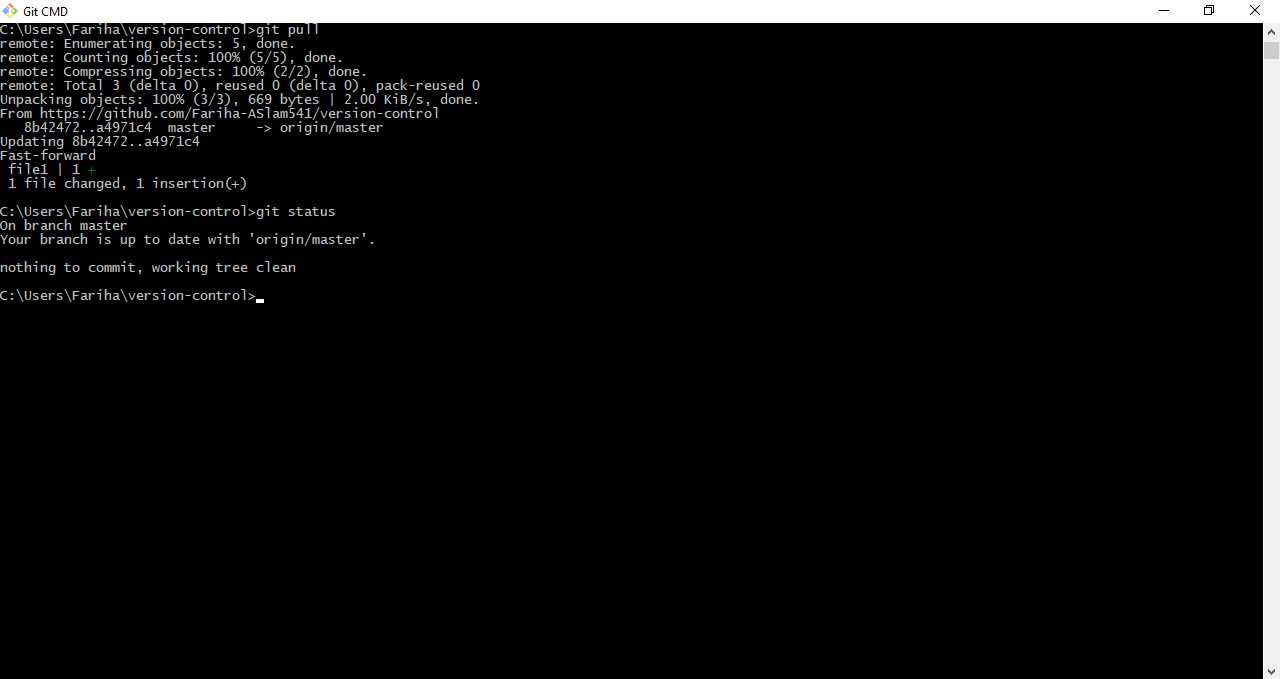 Git CMD
C:\Users\Fariha\version-control>git pull
remote: Enumerating objects: 5, done.
remote: Counting objects: 100% (5/5), done.
remote: Compressing objects: 100% (2/2), done.
remote: Total 3 (delta 0), reused 0 (delta 0), pack-reused 0
Unpacking objects: 100% (3/3), 669 bytes | 2.00 KiB/s, done.
From https://github.com/Fariha-ASlam541/version-control
   8b42472..a4971c4  master     -> origin/master
Updating 8b42472..a4971c4
Fast-forward
 file1 | 1 +
 1 file changed, 1 insertion(+)
C:\Users\Fariha\version-control>git status
On branch master
Your branch is up to date with 'origin/master'.
nothing to commit, working tree clean
C:\Users\Fariha\version-control>